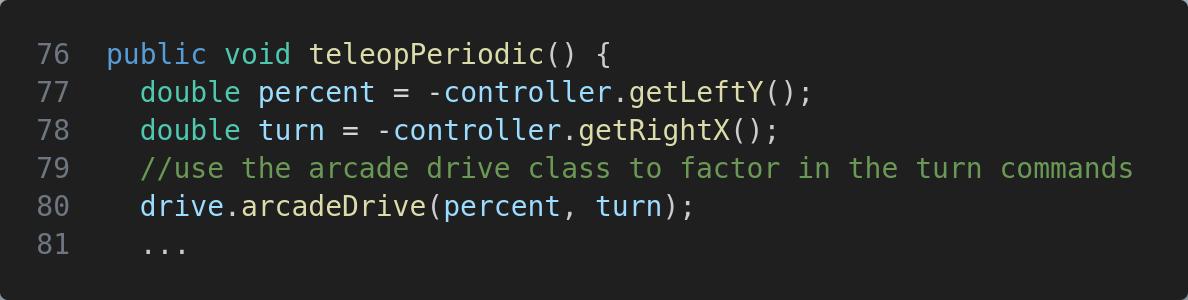 76 public void teleopPeriodic() {
77 double percent = -controller.getLeftY();
78 double turn = -controller.getRightX();
79 //use the arcade drive class to factor in the turn commands
80 drive.arcadeDrive(percent, turn);
81 ...